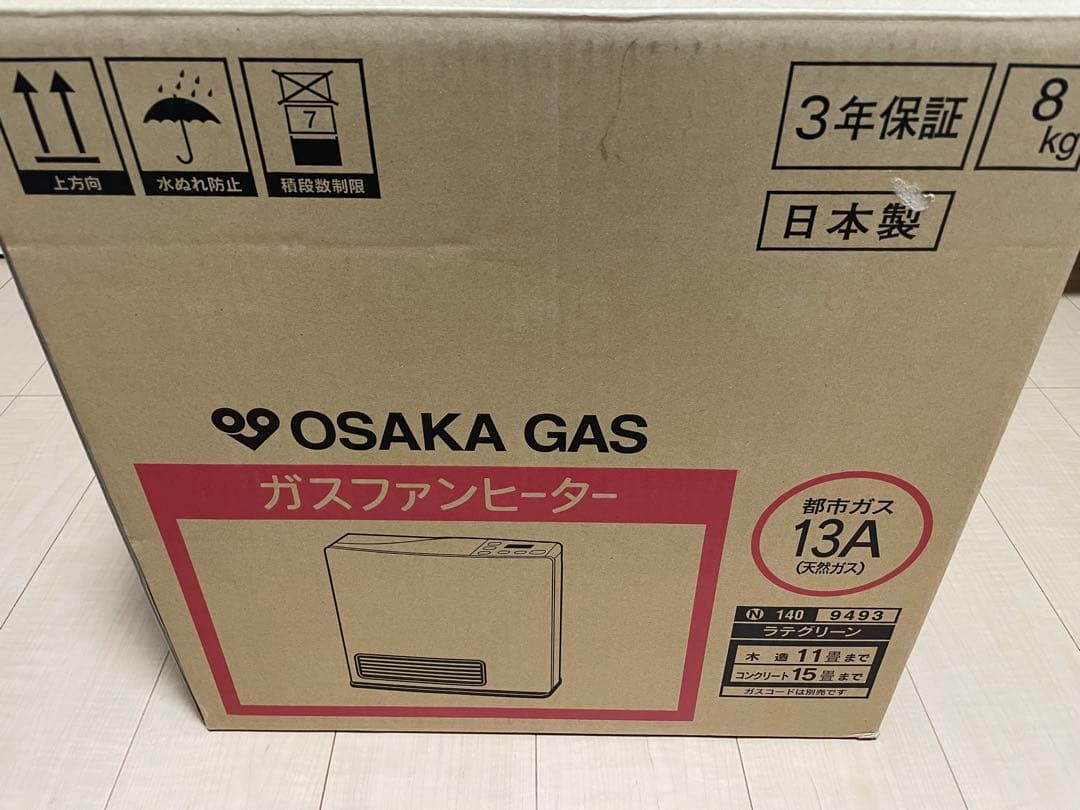 上方向
水ぬれ防止
7
積段数制限
3年保証
8
kg
日本製
OSAKA GAS
ガスファンヒーター
都市ガス
13A
(天然ガス)
N 140 9493
ラテグリーン
木造 11畳まで
コンクリート15畳まで
ガスコードは別売です